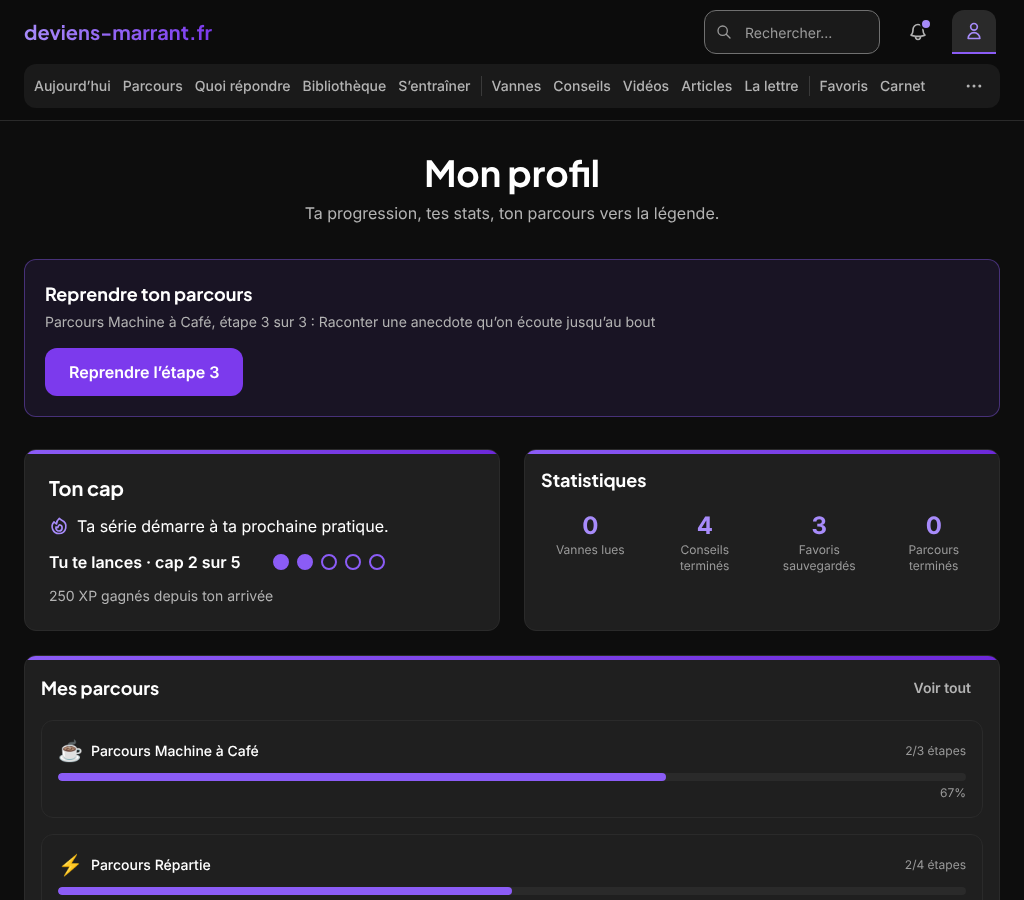 deviens-marrant.fr
Rechercher...
Aujourd’hui Parcours Quoi répondre Bibliothèque S’entraîner Vannes Conseils Vidéos Articles La lettre Favoris Carnet ···
Mon profil
Ta progression, tes stats, ton parcours vers la légende.
Reprendre ton parcours
Parcours Machine à Café, étape 3 sur 3 : Raconter une anecdote qu’on écoute jusqu’au bout
Reprendre l’étape 3
Ton cap
Ta série démarre à ta prochaine pratique.
Tu te lances · cap 2 sur 5
250 XP gagnés depuis ton arrivée
Statistiques
0 4 3 0
Vannes lues Conseils Favoris Parcours
terminés sauvegardés terminés
Mes parcours Voir tout
Parcours Machine à Café 2/3 étapes
67%
Parcours Répartie 2/4 étapes